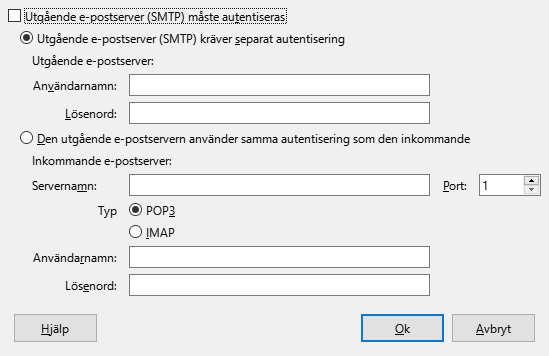 Utgående e-postserver (SMTP) måste autentiseras
Utgående e-postserver (SMTP) kräver separat autentisering
Utgående e-postserver:
Användarnamn:
Lösenord:
Den utgående e-postservern använder samma autentisering som den inkommande
Inkommande e-postserver:
Servernamn:
Port: 1
Typ POP3
IMAP
Användarnamn:
Lösenord:
Hjälp Ok Avbryt